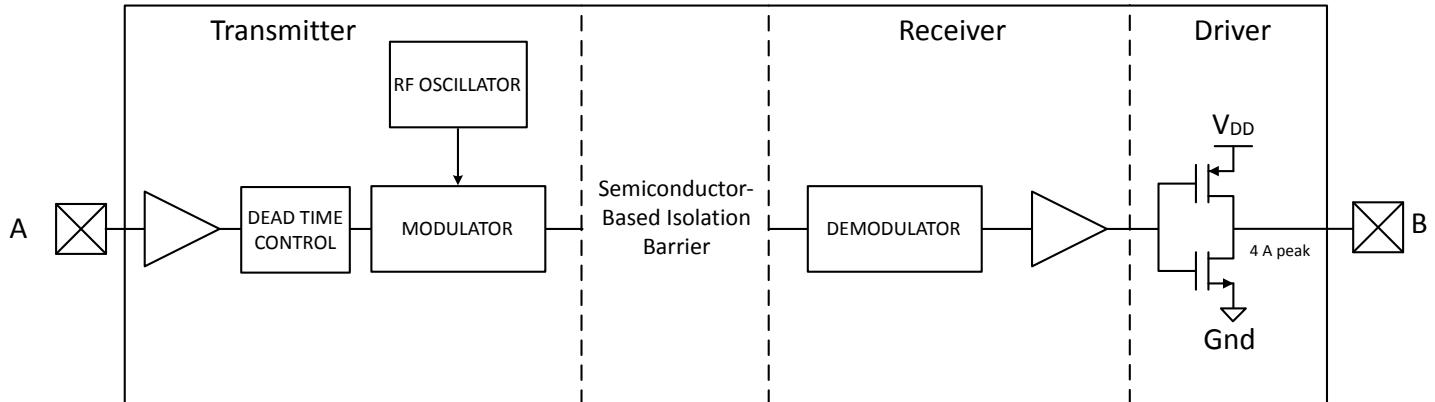 Transmitter
Receiver
Driver
RF OSCILLATOR
VDD
A
DEAD TIME
CONTROL
MODULATOR
Semiconductor-
Based Isolation
Barrier
DEMODULATOR
4 A peak
B
Gnd